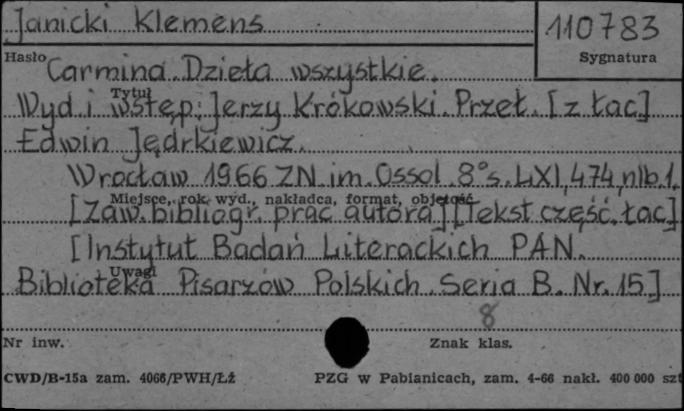 Janicki Klemens
110783
Hasło
Sygnatura
Carmina. Dzieła wszystkie.
Tytuł
Wyd. i wstęp: Jerzy Krókowski. Przeł. [z łac]
Edwin Jędrkiewicz.
Wrocław 1966 ZN im. Ossol. 8° s. LXI, 474, nlb. 1.
Miejsce, rok, wyd., nakładca, format, objętość
[Zaw. bibliogr. prac autora] [Tekst część. łac]
[Instytut Badań Literackich PAN.
Uwagi
Biblioteka Pisarzów Polskich. Seria B. Nr. 15]
8
Nr inw.
Znak klas.
CWD/B-15a zam. 4066/PWH/Łź
PZG w Pabianicach, zam. 4-66 nakł. 400 000 szt